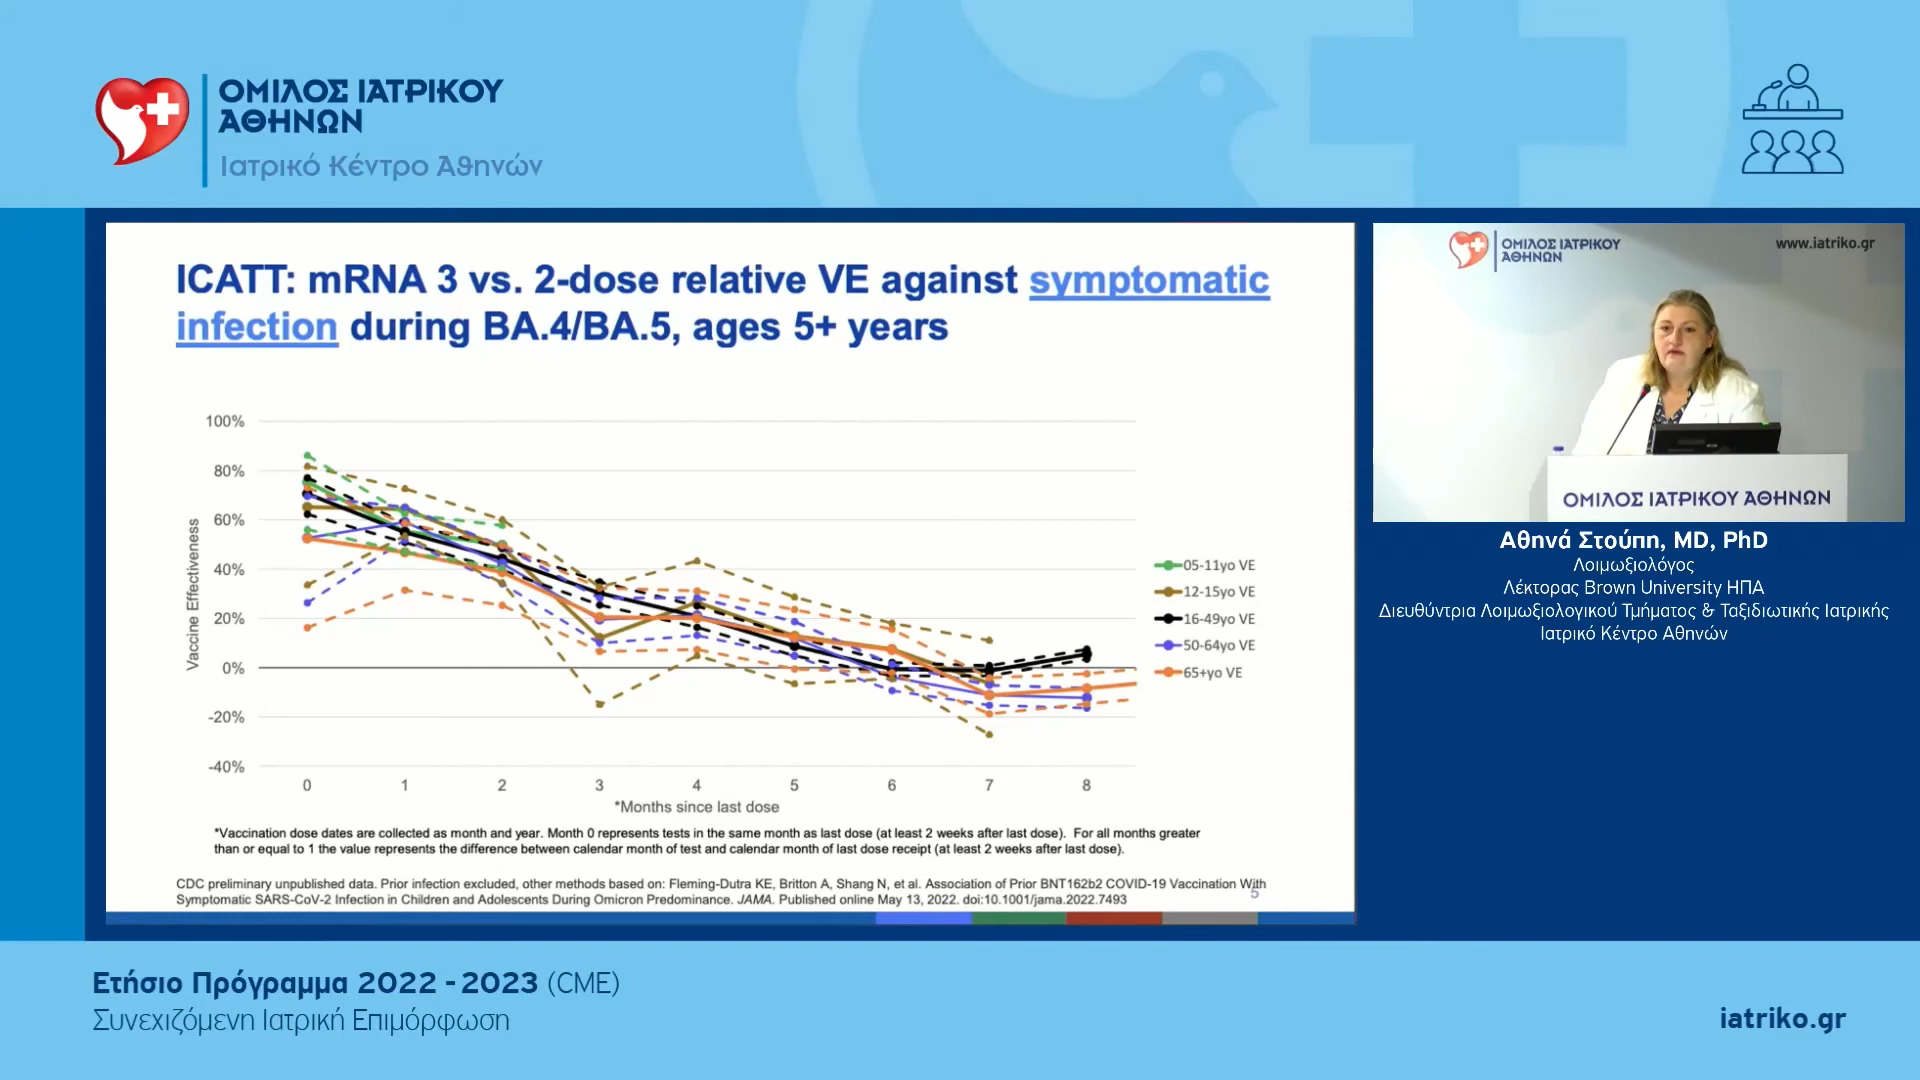 ΟΜΙΛΟΣ ΙΑΤΡΙΚΟΥ
ΑΘΗΝΩΝ
Ιατρικό Κέντρο Αθηνών
ICATT: mRNA 3 vs. 2-dose relative VE against symptomatic
infection during BA.4/BA.5, ages 5+ years
100%
80%
60%
40%
20%
0%
-20%
-40%
Vaccine Effectiveness
0 1 2 3 4 5 6 7 8
*Months since last dose
05-11yo VE
12-15yo VE
16-49yo VE
50-64yo VE
65+yo VE
*Vaccination dose dates are collected as month and year. Month 0 represents tests in the same month as last dose (at least 2 weeks after last dose). For all months greater
than or equal to 1 the value represents the difference between calendar month of test and calendar month of last dose receipt (at least 2 weeks after last dose).
CDC preliminary unpublished data. Prior infection excluded, other methods based on: Fleming-Dutra KE, Britton A, Shang N, et al. Association of Prior BNT162b2 COVID-19 Vaccination With
Symptomatic SARS-CoV-2 Infection in Children and Adolescents During Omicron Predominance. JAMA. Published online May 13, 2022. doi:10.1001/jama.2022.7493
5
ΟΜΙΛΟΣ ΙΑΤΡΙΚΟΥ
ΑΘΗΝΩΝ
www.iatriko.gr
ΟΜΙΛΟΣ ΙΑΤΡΙΚΟΥ ΑΘΗΝΩΝ
Αθηνά Στούπη, MD, PhD
Λοιμωξιολόγος
Λέκτορας Brown University ΗΠΑ
Διευθύντρια Λοιμωξιολογικού Τμήματος & Ταξιδιωτικής Ιατρικής
Ιατρικό Κέντρο Αθηνών
Ετήσιο Πρόγραμμα 2022 - 2023 (CME)
Συνεχιζόμενη Ιατρική Επιμόρφωση
iatriko.gr